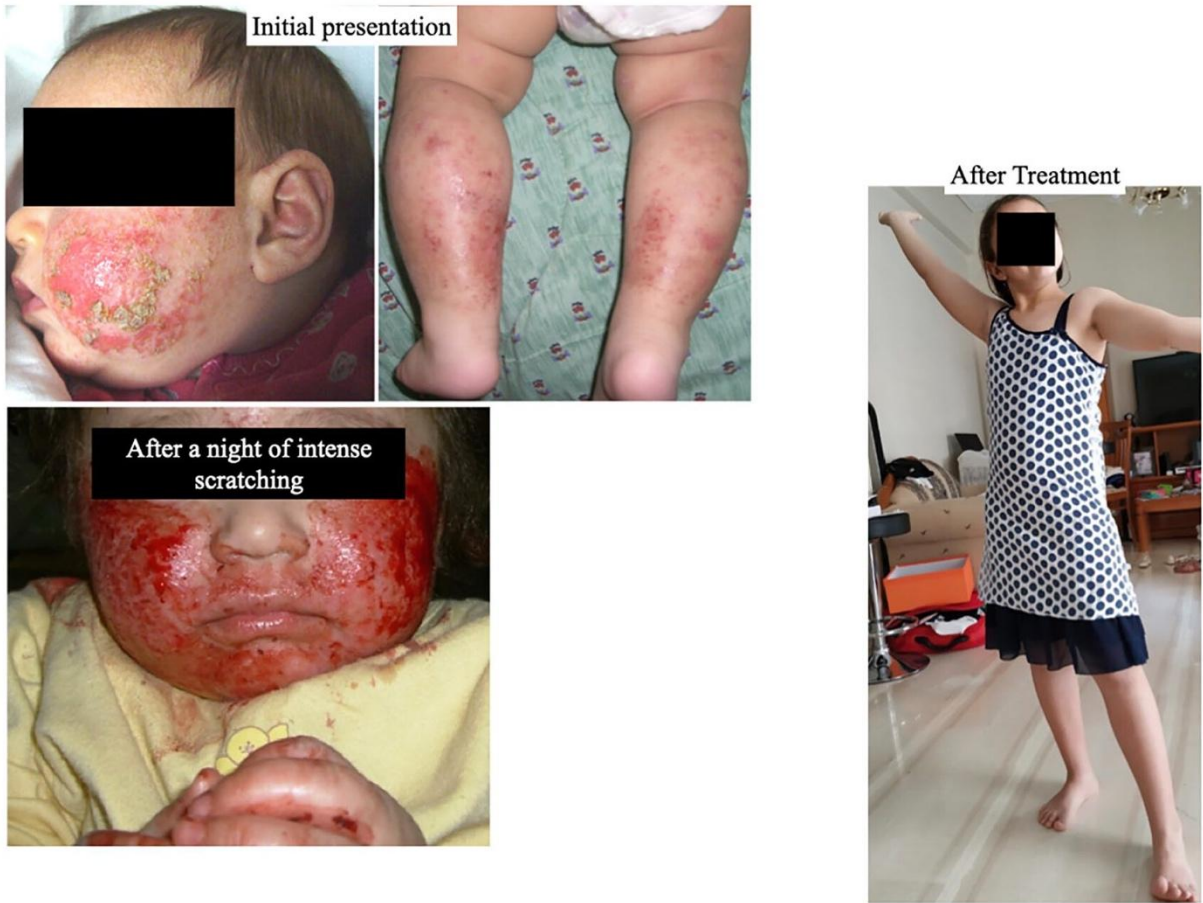 Initial presentation
After Treatment
After a night of intense
scratching